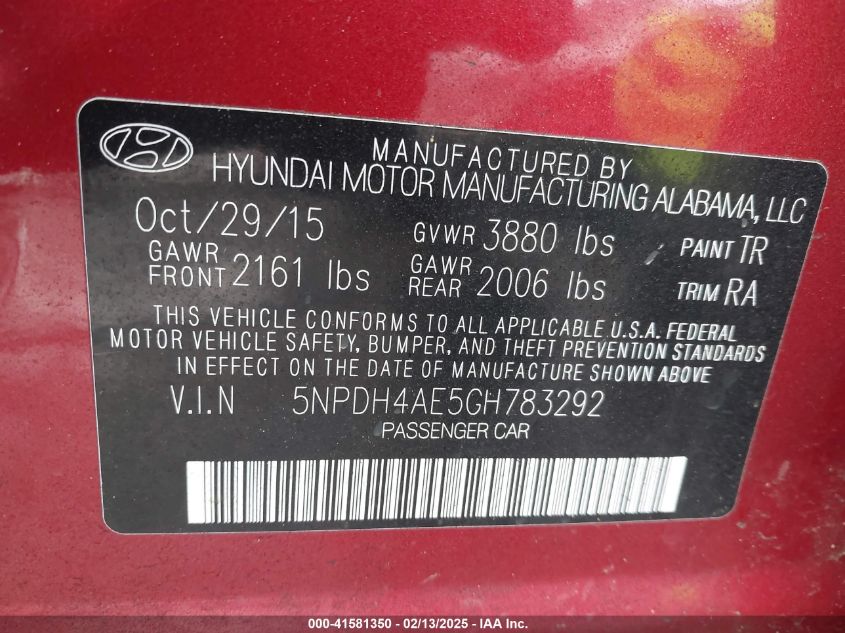 MANUFACTURED BY
HYUNDAI MOTOR MANUFACTURING ALABAMA, LLC
Oct/29/15 GVWR 3880 lbs PAINT TR
GAWR FRONT 2161 lbs GAWR REAR 2006 lbs TRIM RA
THIS VEHICLE CONFORMS TO ALL APPLICABLE U.S.A. FEDERAL
MOTOR VEHICLE SAFETY, BUMPER, AND THEFT PREVENTION STANDARDS
IN EFFECT ON THE DATE OF MANUFACTURE SHOWN ABOVE
V.I.N 5NPDH4AE5GH783292
PASSENGER CAR
000-41581350 - 02/13/2025 - IAA Inc.